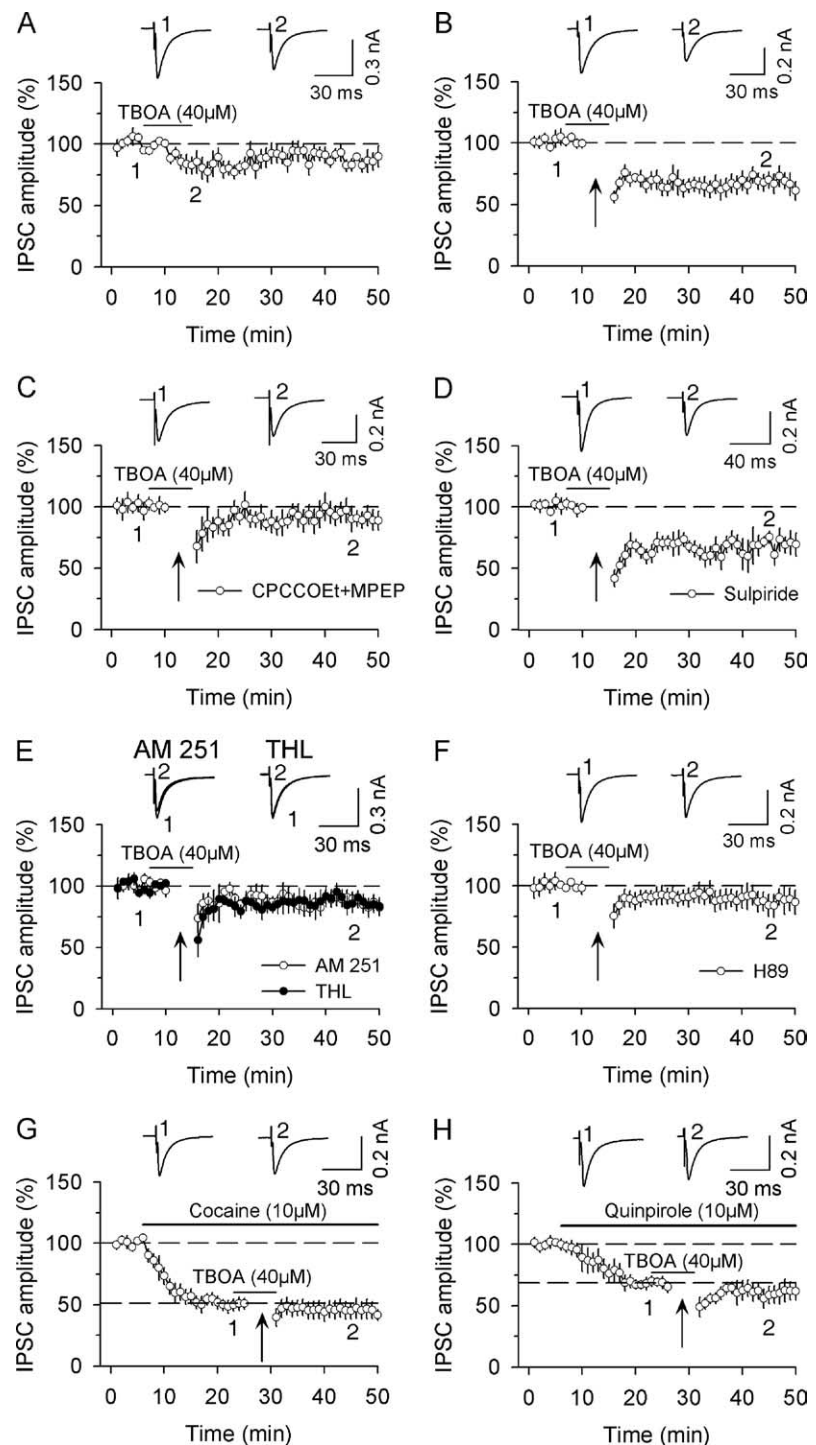 A
1
2
0.3 nA
30 ms
IPSC amplitude (%)
150
100
50
0
TBOA (40μM)
1
2
0 10 20 30 40 50
Time (min)
B
1
2
0.2 nA
30 ms
IPSC amplitude (%)
150
100
50
0
TBOA (40μM)
1
2
0 10 20 30 40 50
Time (min)
C
1
2
0.2 nA
30 ms
IPSC amplitude (%)
150
100
50
0
TBOA (40μM)
1
2
CPCCOEt+MPEP
0 10 20 30 40 50
Time (min)
D
1
2
0.2 nA
40 ms
IPSC amplitude (%)
150
100
50
0
TBOA (40μM)
1
2
Sulpiride
0 10 20 30 40 50
Time (min)
E
AM 251 THL
2
1
2
1
0.3 nA
30 ms
IPSC amplitude (%)
150
100
50
0
TBOA (40μM)
1
2
AM 251
THL
0 10 20 30 40 50
Time (min)
F
1
2
0.2 nA
30 ms
IPSC amplitude (%)
150
100
50
0
TBOA (40μM)
1
2
H89
0 10 20 30 40 50
Time (min)
G
1
2
0.2 nA
30 ms
IPSC amplitude (%)
150
100
50
0
Cocaine (10μM)
TBOA (40μM)
1
2
0 10 20 30 40 50
Time (min)
H
1
2
0.2 nA
30 ms
IPSC amplitude (%)
150
100
50
0
Quinpirole (10μM)
TBOA (40μM)
1
2
0 10 20 30 40 50
Time (min)